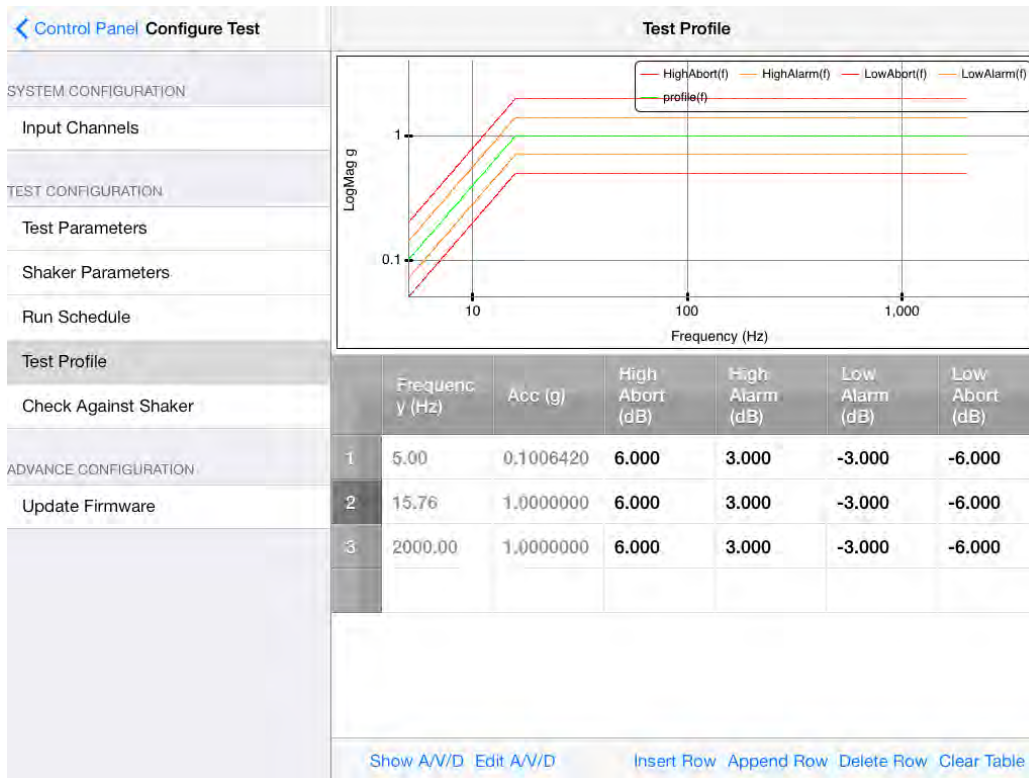 Control Panel Configure Test
Test Profile
SYSTEM CONFIGURATION
Input Channels
TEST CONFIGURATION
Test Parameters
Shaker Parameters
Run Schedule
Test Profile
Check Against Shaker
ADVANCE CONFIGURATION
Update Firmware
HighAbort(f) HighAlarm(f) LowAbort(f) LowAlarm(f)
profile(f)
LogMag g
1
0.1
10 100 1,000
Frequency (Hz)
Frequenc
y (Hz)
Acc (g)
High
Abort
(dB)
High
Alarm
(dB)
Low
Alarm
(dB)
Low
Abort
(dB)
1 5.00 0.1006420 6.000 3.000 -3.000 -6.000
2 15.76 1.0000000 6.000 3.000 -3.000 -6.000
3 2000.00 1.0000000 6.000 3.000 -3.000 -6.000
Show A/V/D Edit A/V/D Insert Row Append Row Delete Row Clear Table